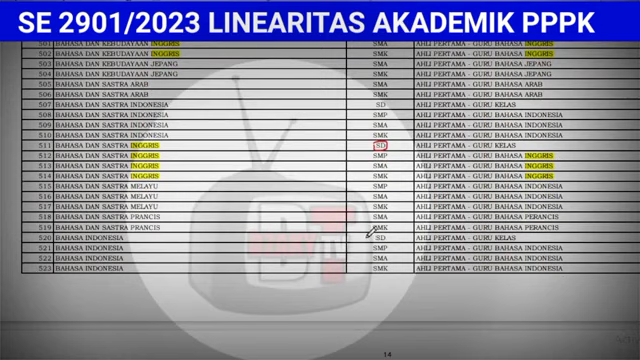 SE 2901/2023 LINEARITAS AKADEMIK PPPK
501 BAHASA DAN KEBUDAYAAN INGGRIS SMA AHLI PERTAMA - GURU BAHASA INGGRIS
502 BAHASA DAN KEBUDAYAAN INGGRIS SMK AHLI PERTAMA - GURU BAHASA INGGRIS
503 BAHASA DAN KEBUDAYAAN JEPANG SMA AHLI PERTAMA - GURU BAHASA JEPANG
504 BAHASA DAN KEBUDAYAAN JEPANG SMK AHLI PERTAMA - GURU BAHASA JEPANG
505 BAHASA DAN SASTRA ARAB SMA AHLI PERTAMA - GURU BAHASA ARAB
506 BAHASA DAN SASTRA ARAB SMK AHLI PERTAMA - GURU BAHASA ARAB
507 BAHASA DAN SASTRA INDONESIA SD AHLI PERTAMA - GURU KELAS
508 BAHASA DAN SASTRA INDONESIA SMP AHLI PERTAMA - GURU BAHASA INDONESIA
509 BAHASA DAN SASTRA INDONESIA SMA AHLI PERTAMA - GURU BAHASA INDONESIA
510 BAHASA DAN SASTRA INDONESIA SMK AHLI PERTAMA - GURU BAHASA INDONESIA
511 BAHASA DAN SASTRA INGGRIS SD AHLI PERTAMA - GURU KELAS
512 BAHASA DAN SASTRA INGGRIS SMP AHLI PERTAMA - GURU BAHASA INGGRIS
513 BAHASA DAN SASTRA INGGRIS SMA AHLI PERTAMA - GURU BAHASA INGGRIS
514 BAHASA DAN SASTRA INGGRIS SMK AHLI PERTAMA - GURU BAHASA INGGRIS
515 BAHASA DAN SASTRA MELAYU SMP AHLI PERTAMA - GURU BAHASA INDONESIA
516 BAHASA DAN SASTRA MELAYU SMA AHLI PERTAMA - GURU BAHASA INDONESIA
517 BAHASA DAN SASTRA MELAYU SMK AHLI PERTAMA - GURU BAHASA INDONESIA
518 BAHASA DAN SASTRA PRANCIS SMA AHLI PERTAMA - GURU BAHASA PERANCIS
519 BAHASA DAN SASTRA PRANCIS SMK AHLI PERTAMA - GURU BAHASA PERANCIS
520 BAHASA INDONESIA SD AHLI PERTAMA - GURU KELAS
521 BAHASA INDONESIA SMP AHLI PERTAMA - GURU BAHASA INDONESIA
522 BAHASA INDONESIA SMA AHLI PERTAMA - GURU BAHASA INDONESIA
523 BAHASA INDONESIA SMK AHLI PERTAMA - GURU BAHASA INDONESIA
14